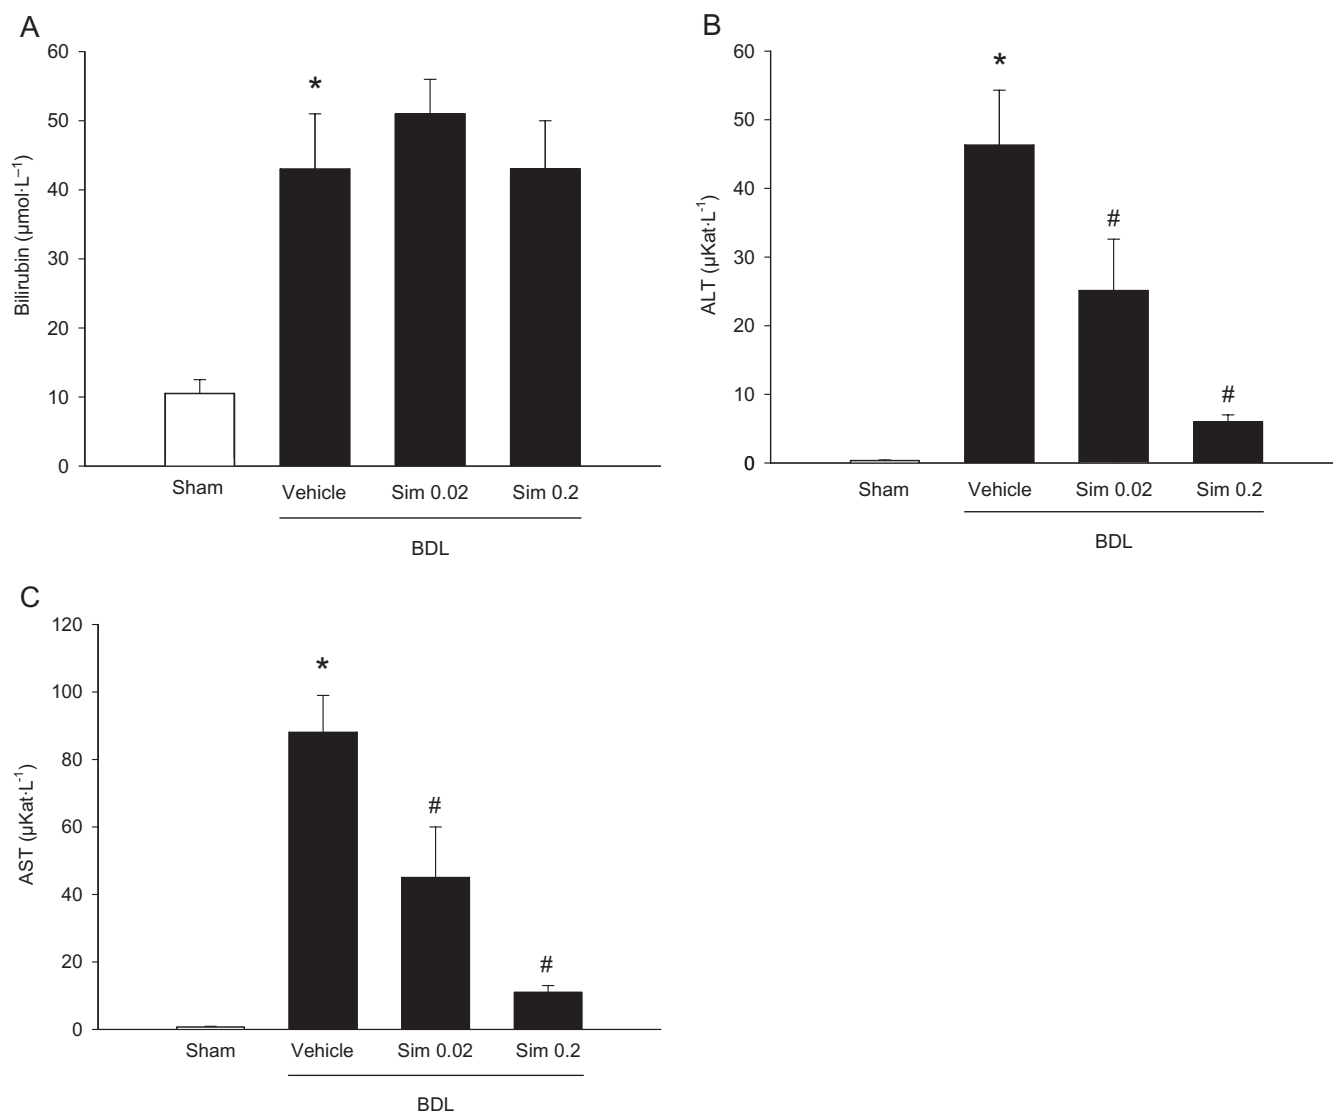 A
60
50
40
30
20
10
0
Bilirubin (µmol·L⁻¹)
*
Sham
Vehicle
Sim 0.02
Sim 0.2
BDL
B
60
50
40
30
20
10
0
ALT (µKat·L⁻¹)
*
#
#
Sham
Vehicle
Sim 0.02
Sim 0.2
BDL
C
120
100
80
60
40
20
0
AST (µKat·L⁻¹)
*
#
#
Sham
Vehicle
Sim 0.02
Sim 0.2
BDL